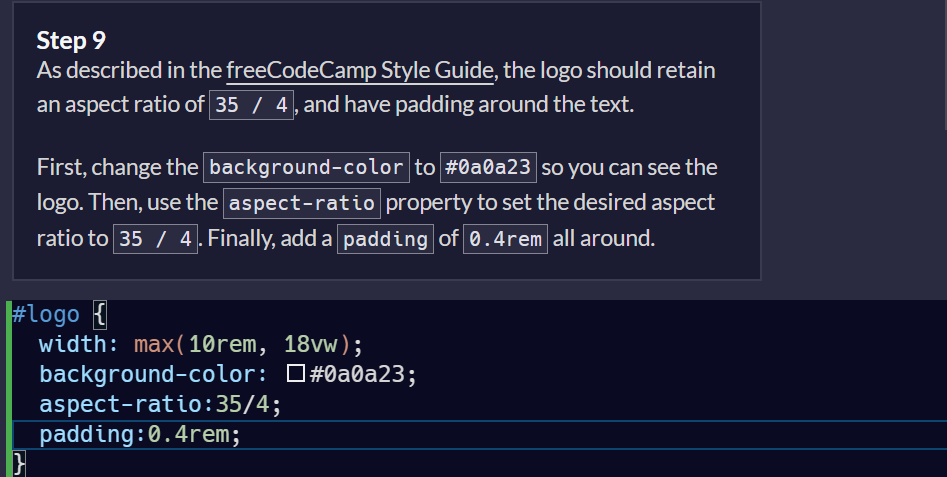 Step 9
As described in the freeCodeCamp Style Guide, the logo should retain
an aspect ratio of 35 / 4, and have padding around the text.
First, change the background-color to #0a0a23 so you can see the
logo. Then, use the aspect-ratio property to set the desired aspect
ratio to 35 / 4. Finally, add a padding of 0.4rem all around.
#logo {
width: max(10rem, 18vw);
background-color: #0a0a23;
aspect-ratio:35/4;
padding:0.4rem;
}